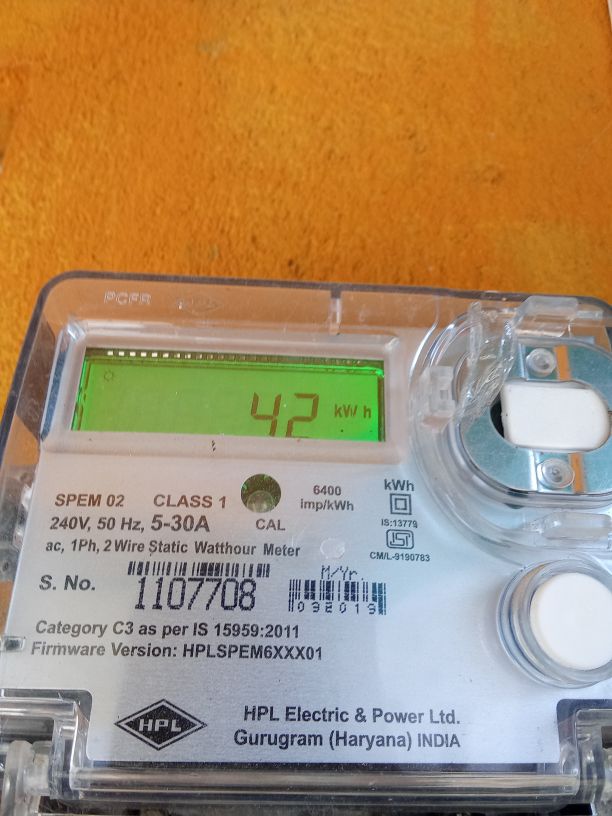 42 kWh
SPEM 02 CLASS 1
240V, 50 Hz, 5-30A
CAL
6400
imp/kWh
kWh
IS:13779
ISI
CM/L-9190783
ac, 1Ph, 2 Wire Static Watthour Meter
M/Yr.
S. No. 1107708
Category C3 as per IS 15959:2011
Firmware Version: HPLSPEM6XXX01
HPL
HPL Electric & Power Ltd.
Gurugram (Haryana) INDIA